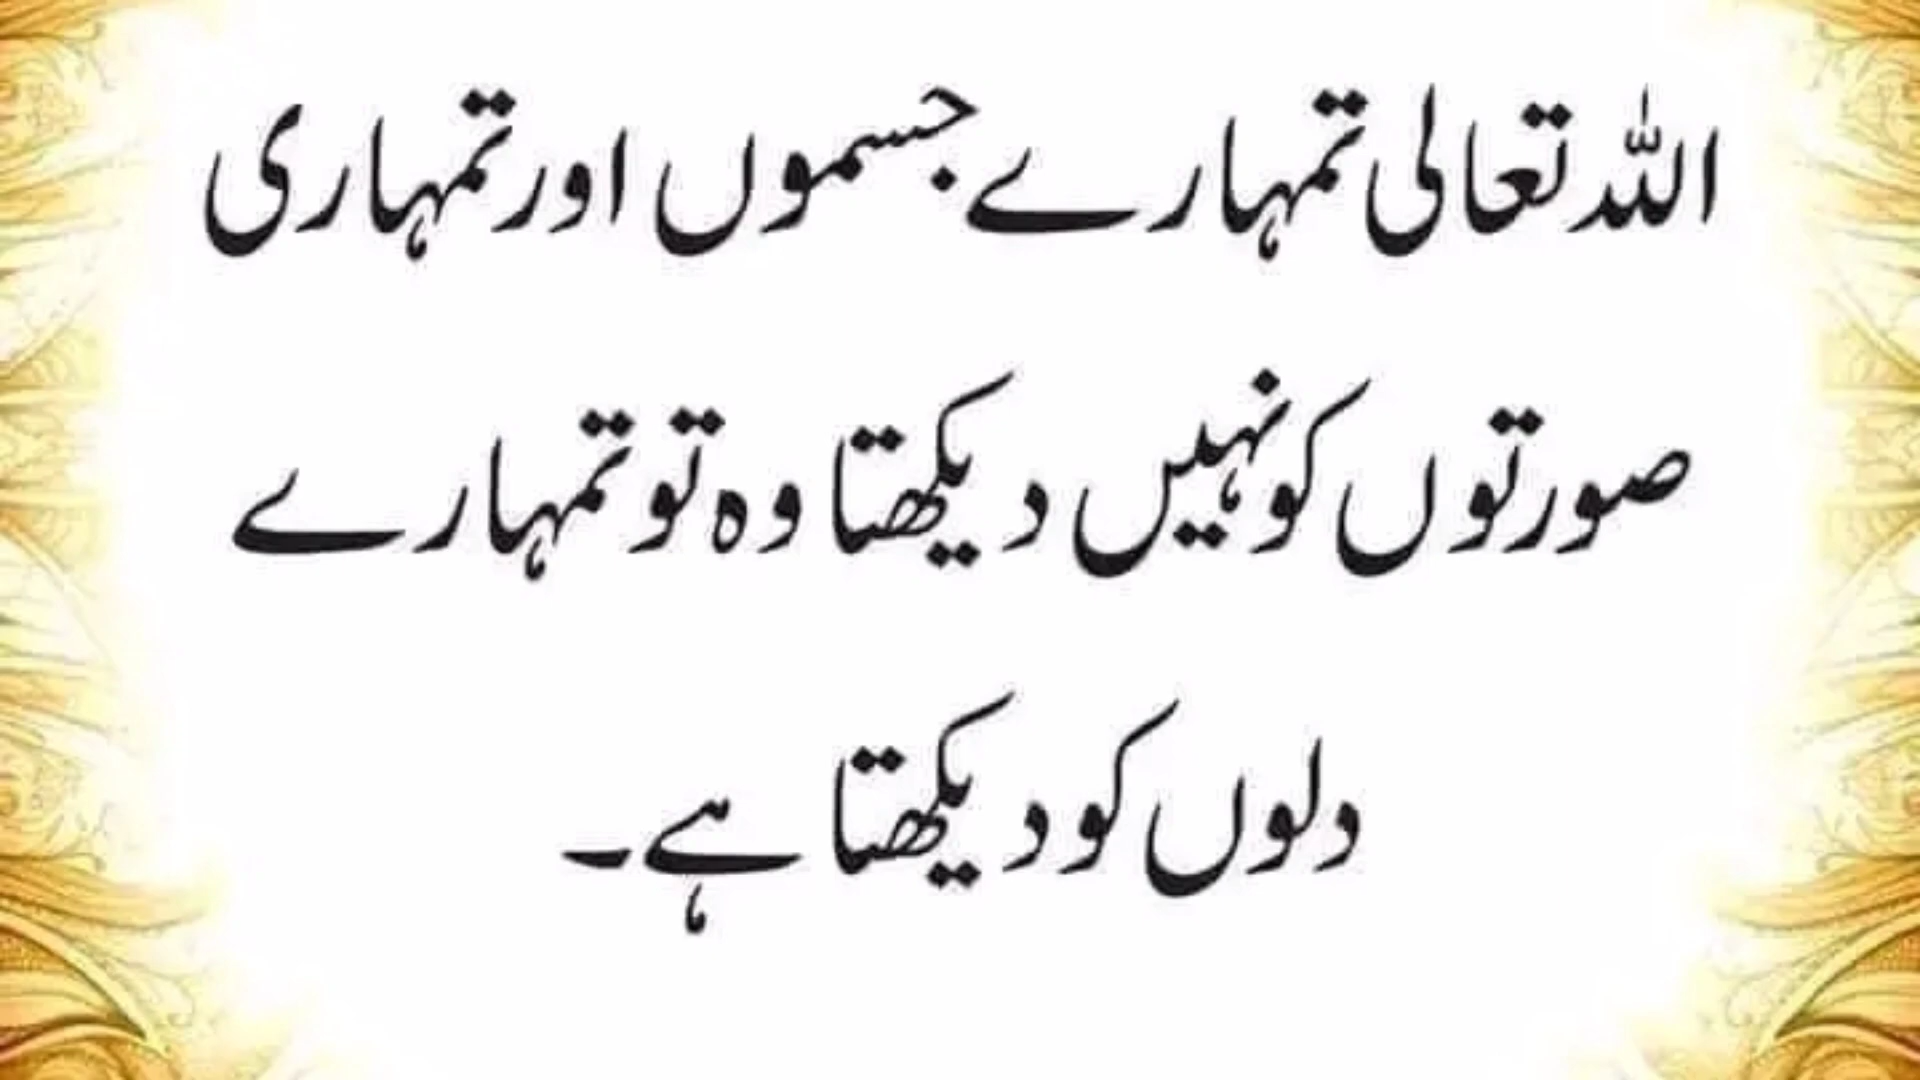 اللہ تعالی تمہارے جسموں اور تمہاری
صورتوں کو نہیں دیکھتا وہ تو تمہارے
دلوں کو دیکھتا ہے۔